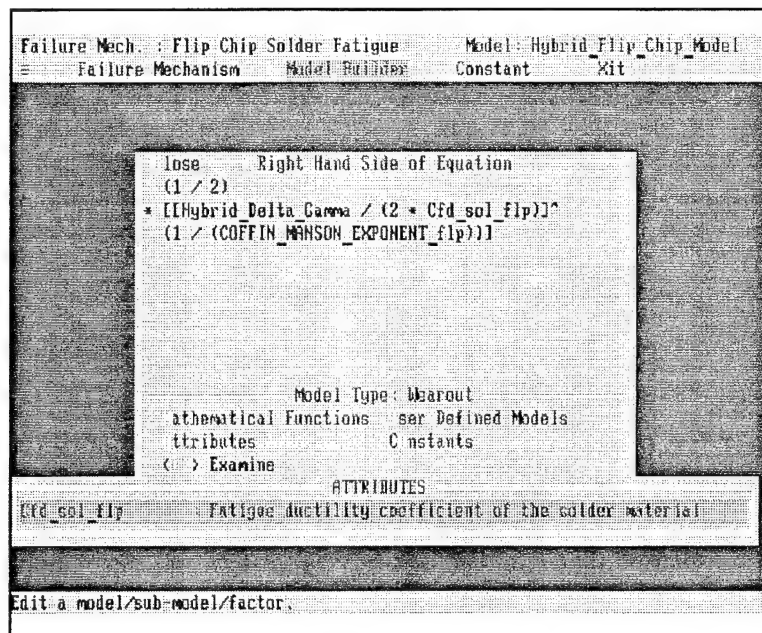 Failure Mech. : Flip Chip Solder Fatigue Model: Hybrid_Flip_Chip_Model
≡ Failure Mechanism Model Builder Constant Xit
lose Right Hand Side of Equation
(1 / 2)
* [[Hybrid_Delta_Gamma / (2 * Cfd_sol_flp)]^
(1 / (COFFIN_MANSON_EXPONENT_flp))]
Model Type: Wearout
athematical Functions ser Defined Models
ttributes C nstants
< > Examine
ATTRIBUTES
Cfd_sol_flp : Fatigue ductility coefficient of the solder material
Edit a model/sub-model/factor.